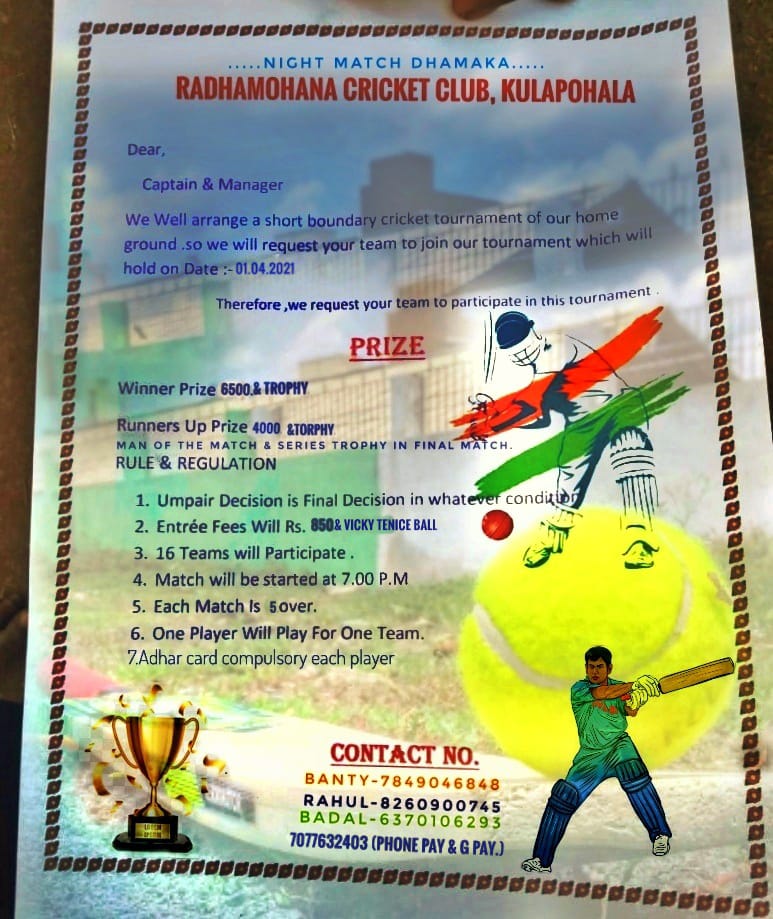 .....NIGHT MATCH DHAMAKA.....
RADHAMOHANA CRICKET CLUB, KULAPOHALA
Dear,
Captain & Manager
We Well arrange a short boundary cricket tournament of our home
ground .so we will request your team to join our tournament which will
hold on Date :- 01.04.2021
Therefore ,we request your team to participate in this tournament .
PRIZE
Winner Prize 6500.& TROPHY
Runners Up Prize 4000 &TORPHY
MAN OF THE MATCH & SERIES TROPHY IN FINAL MATCH.
RULE & REGULATION
1. Umpair Decision is Final Decision in whatever condition
2. Entrée Fees Will Rs. 850& VICKY TENICE BALL
3. 16 Teams will Participate .
4. Match will be started at 7.00 P.M
5. Each Match Is 5 over.
6. One Player Will Play For One Team.
7.Adhar card compulsory each player
CONTACT NO.
BANTY-7849046848
RAHUL-8260900745
BADAL-6370106293
7077632403 (PHONE PAY & G PAY.)
LOREM
IPSUM